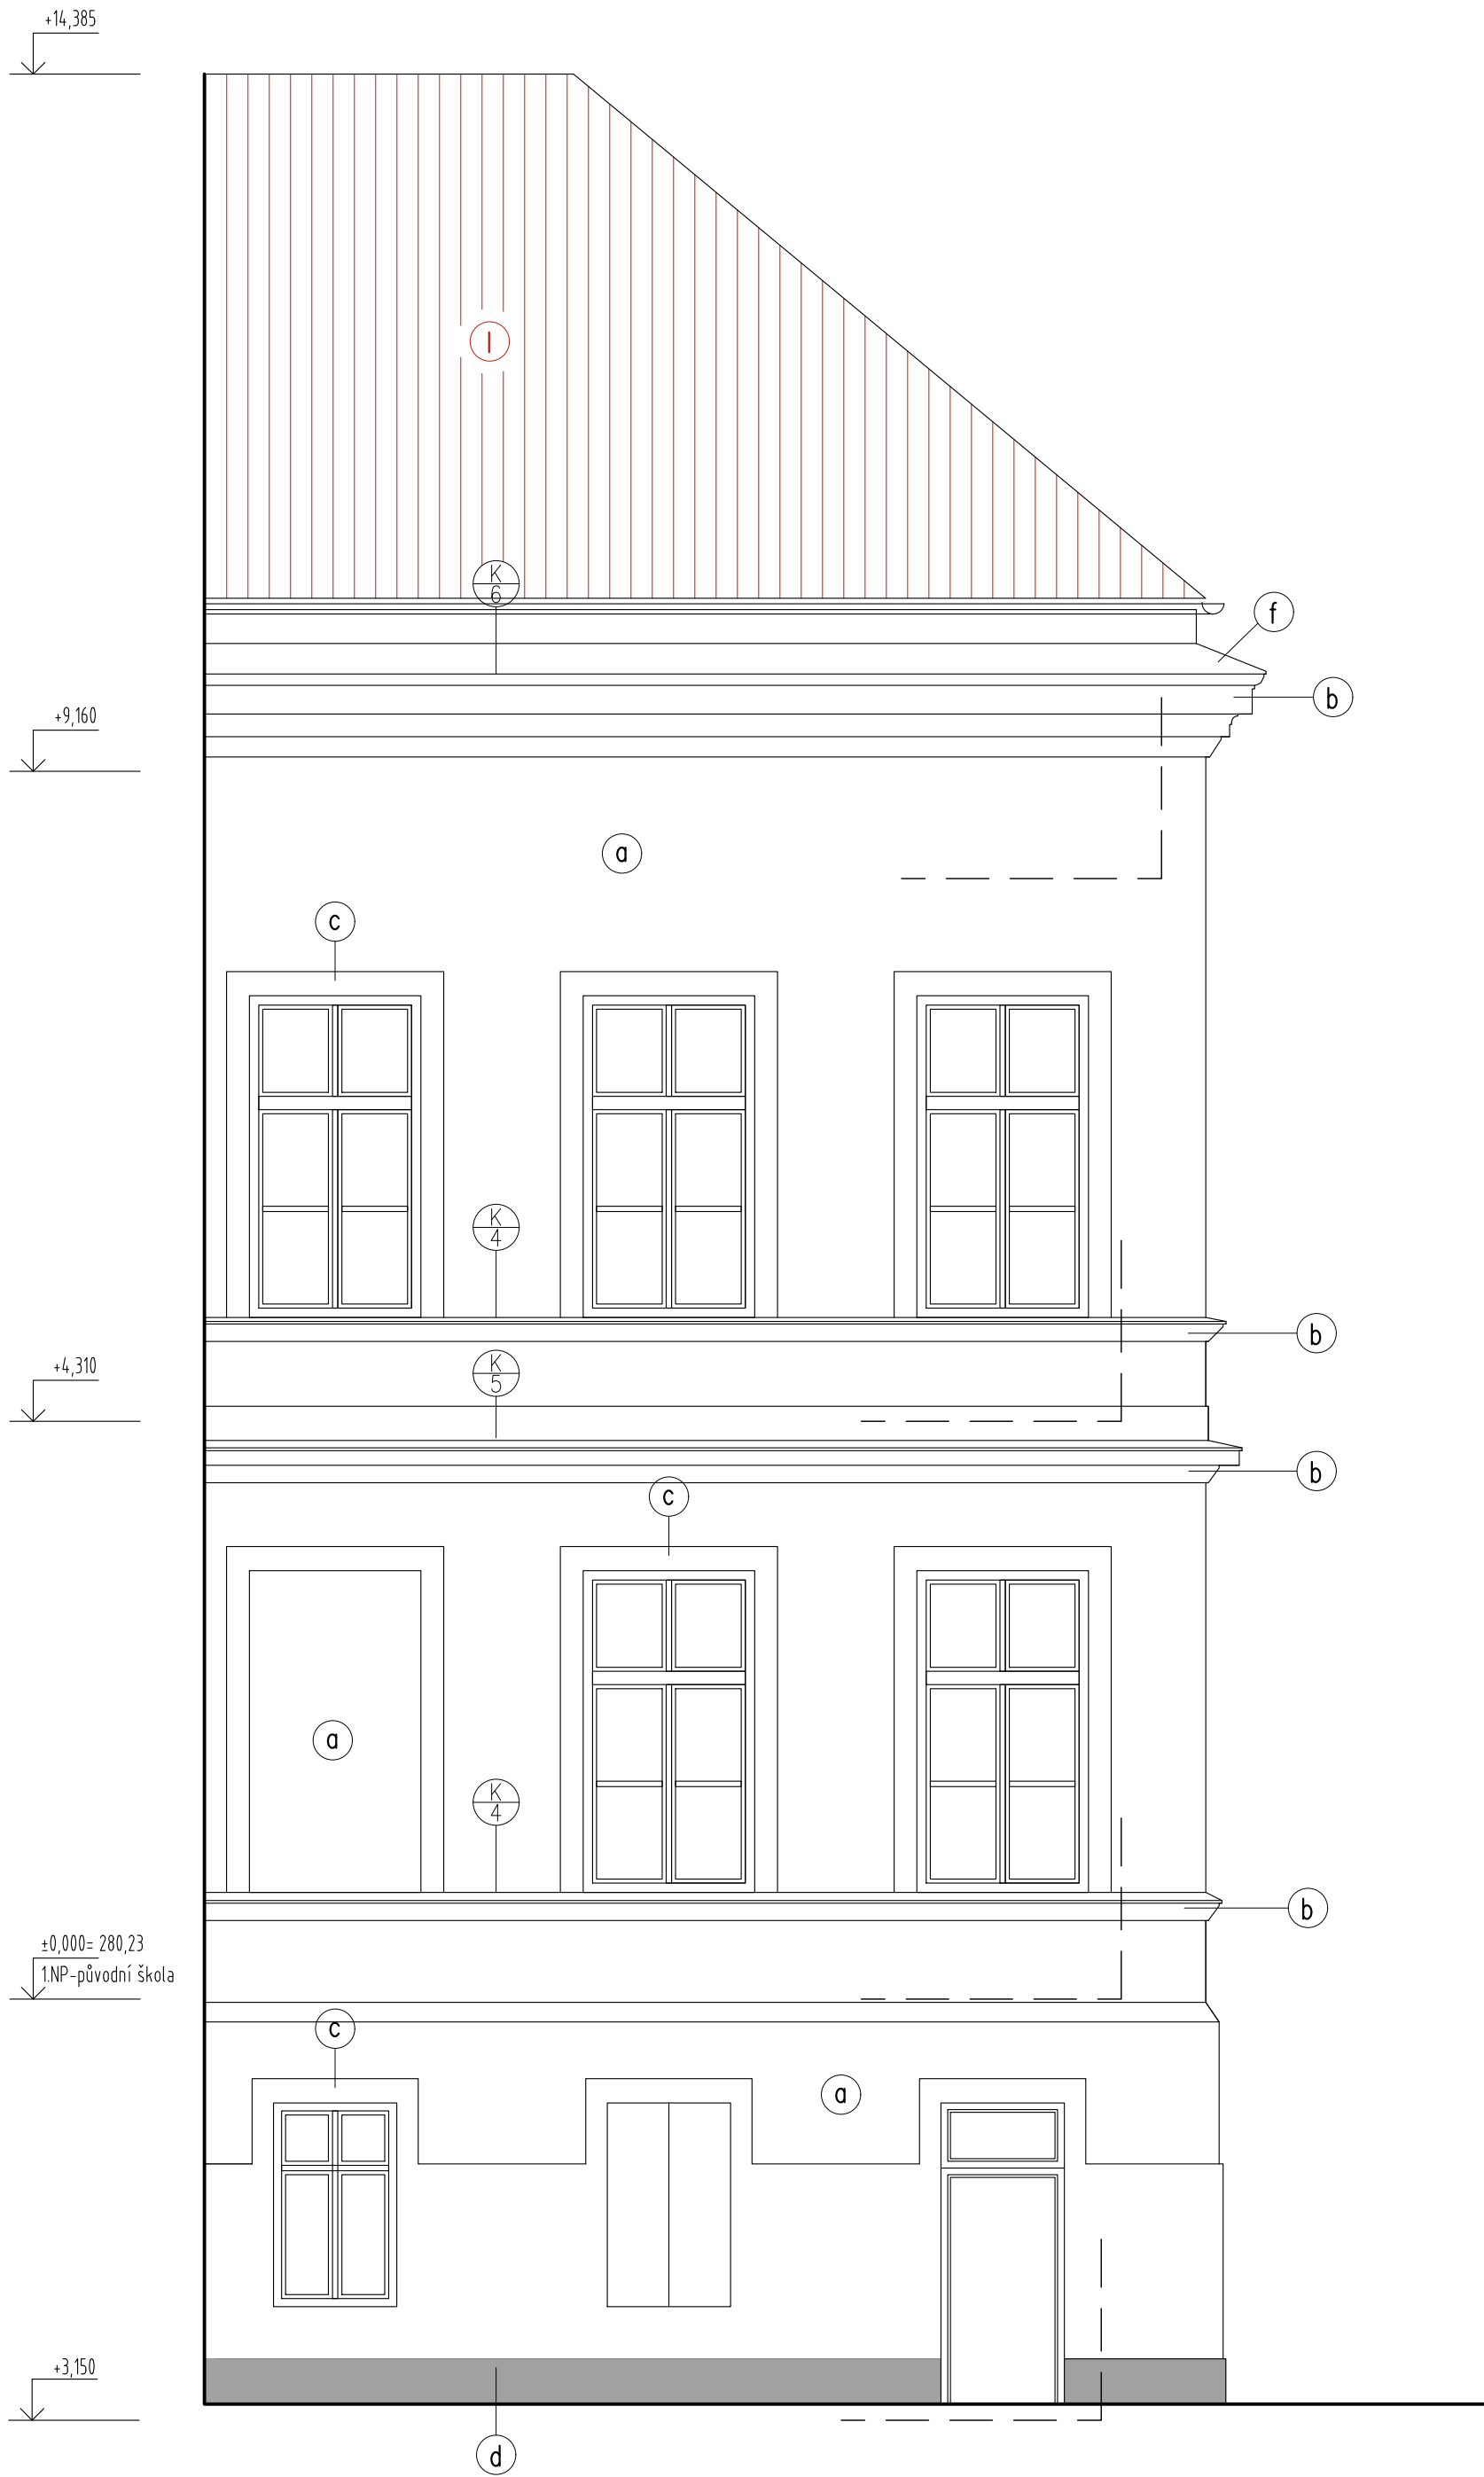 +14,385
1
K
6
f
b
+9,160
a
c
K
4
b
+4,310
K
5
b
c
a
K
4
b
±0,000= 280,23
1.NP-původní škola
c
a
+3,150
d